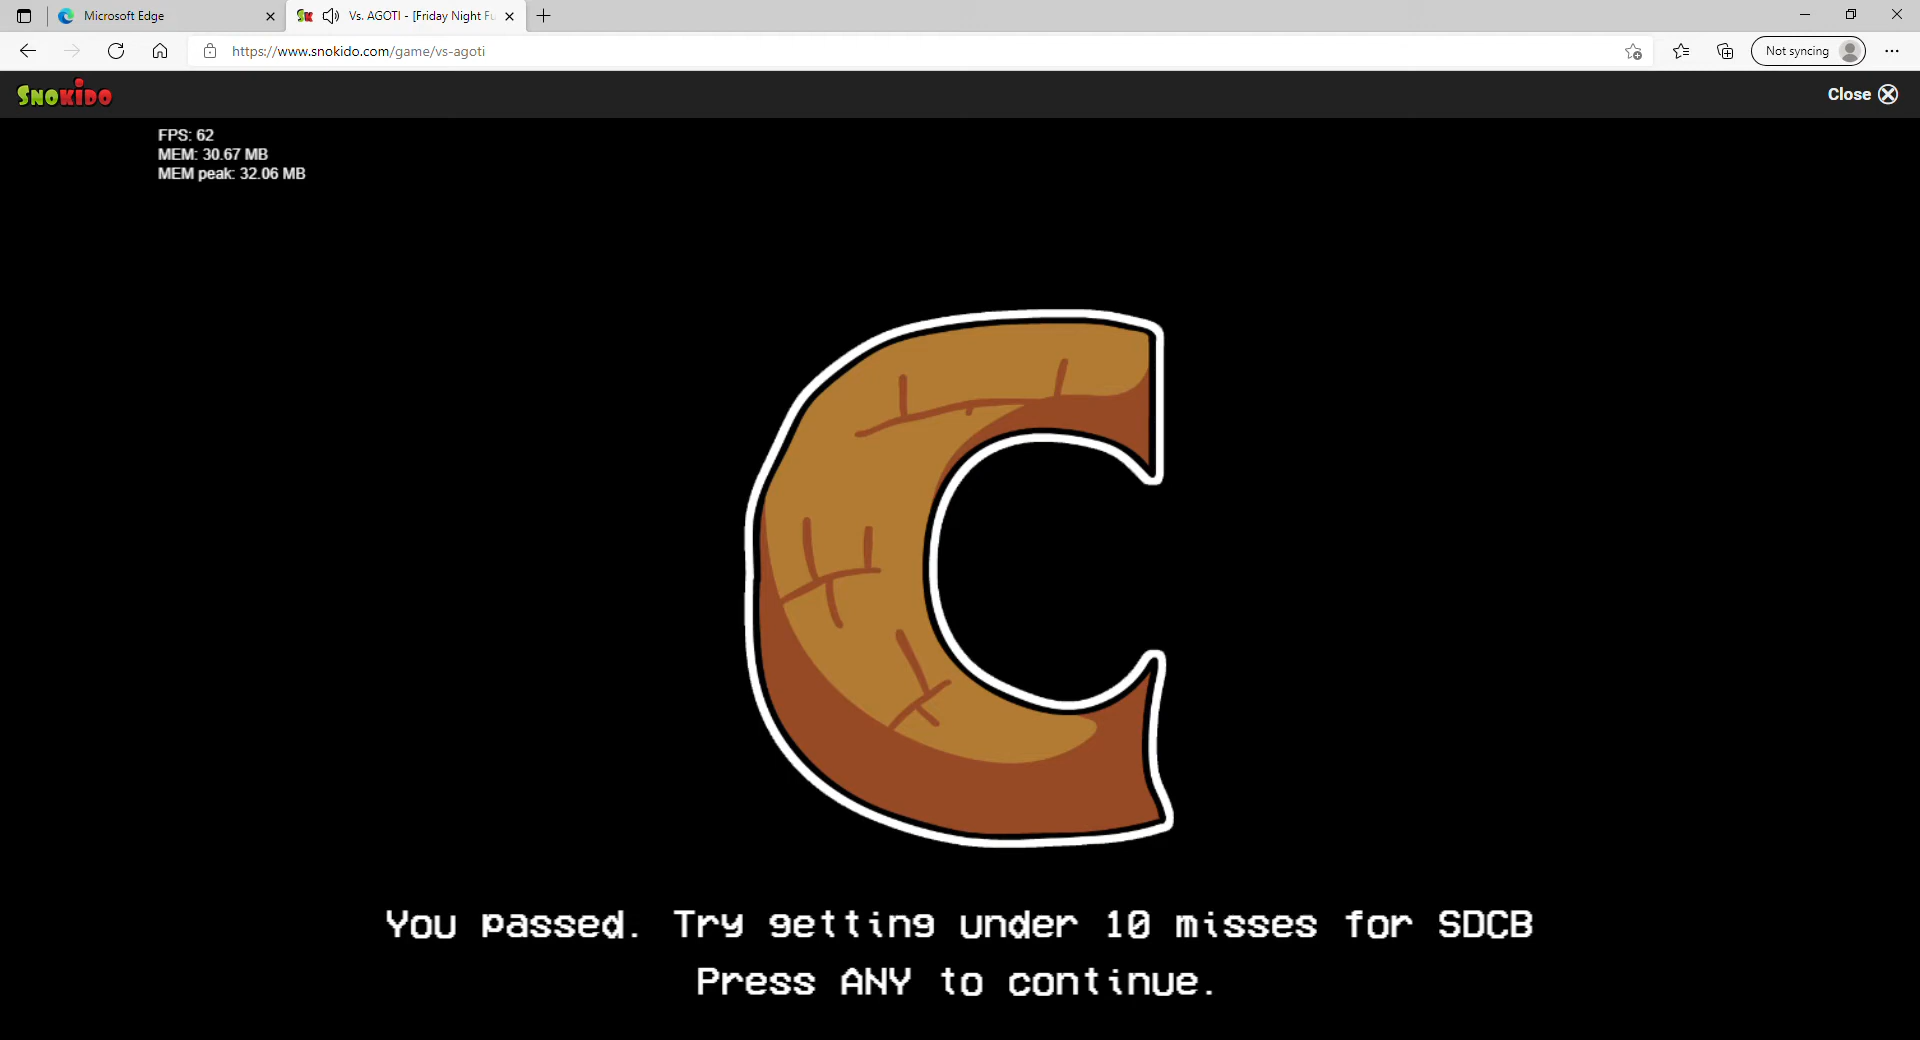 Microsoft Edge
Vs. AGOTI - [Friday Night Fu
https://www.snokido.com/game/vs-agoti
Not syncing
SNOKIDO
Close
FPS: 62
MEM: 30.67 MB
MEM peak: 32.06 MB
C
You passed. Try getting under 10 misses for SDCB
Press ANY to continue.